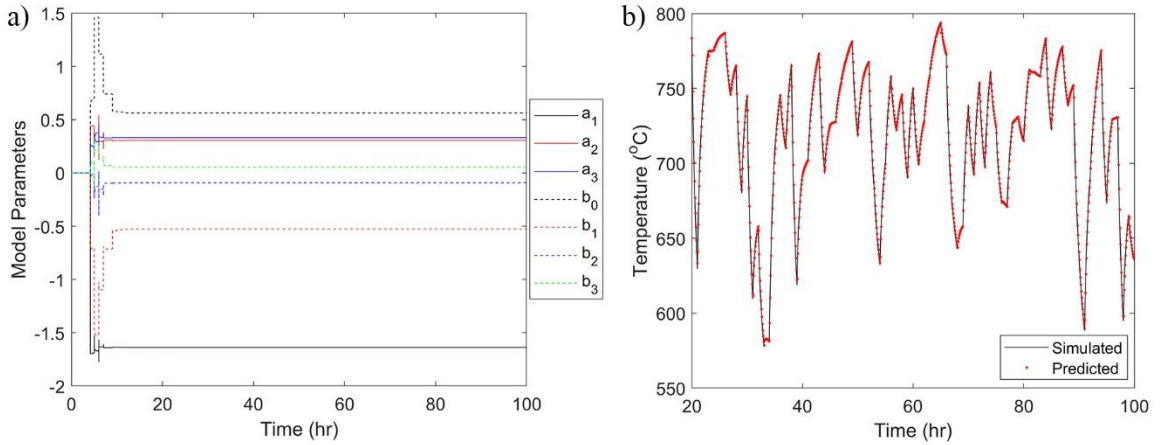 a)
1.5
1
0.5
0
-0.5
-1
-1.5
-2
Model Parameters
0 20 40 60 80 100
Time (hr)
a1
a2
a3
b0
b1
b2
b3
b)
800
750
700
650
600
550
Temperature (°C)
20 40 60 80 100
Time (hr)
Simulated
Predicted